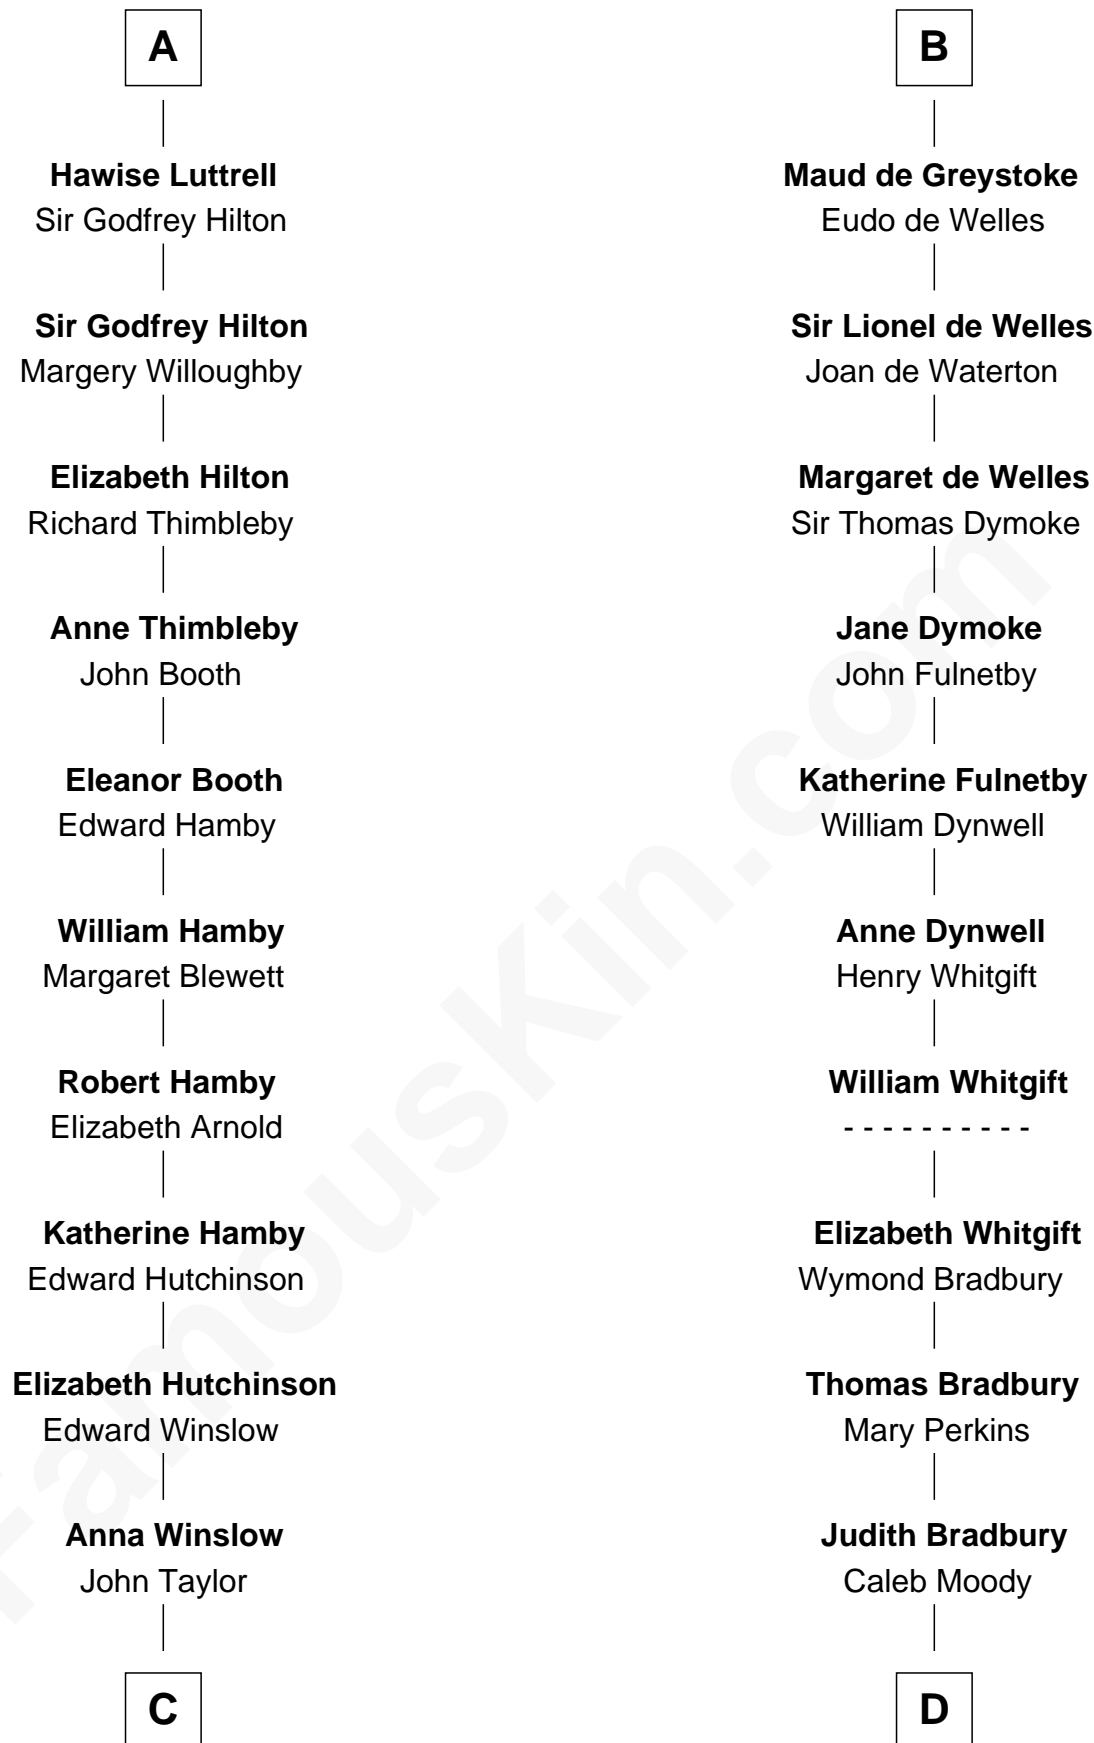 A
Hawise Luttrell
Sir Godfrey Hilton
Sir Godfrey Hilton
Margery Willoughby
Elizabeth Hilton
Richard Thimbleby
Anne Thimbleby
John Booth
Eleanor Booth
Edward Hamby
William Hamby
Margaret Blewett
Robert Hamby
Elizabeth Arnold
Katherine Hamby
Edward Hutchinson
Elizabeth Hutchinson
Edward Winslow
Anna Winslow
John Taylor
C
B
Maud de Greystoke
Eudo de Welles
Sir Lionel de Welles
Joan de Waterton
Margaret de Welles
Sir Thomas Dymoke
Jane Dymoke
John Fulnetby
Katherine Fulnetby
William Dynwell
Anne Dynwell
Henry Whitgift
William Whitgift
- - - - - - - - - -
Elizabeth Whitgift
Wymond Bradbury
Thomas Bradbury
Mary Perkins
Judith Bradbury
Caleb Moody
D
FamousKin.com